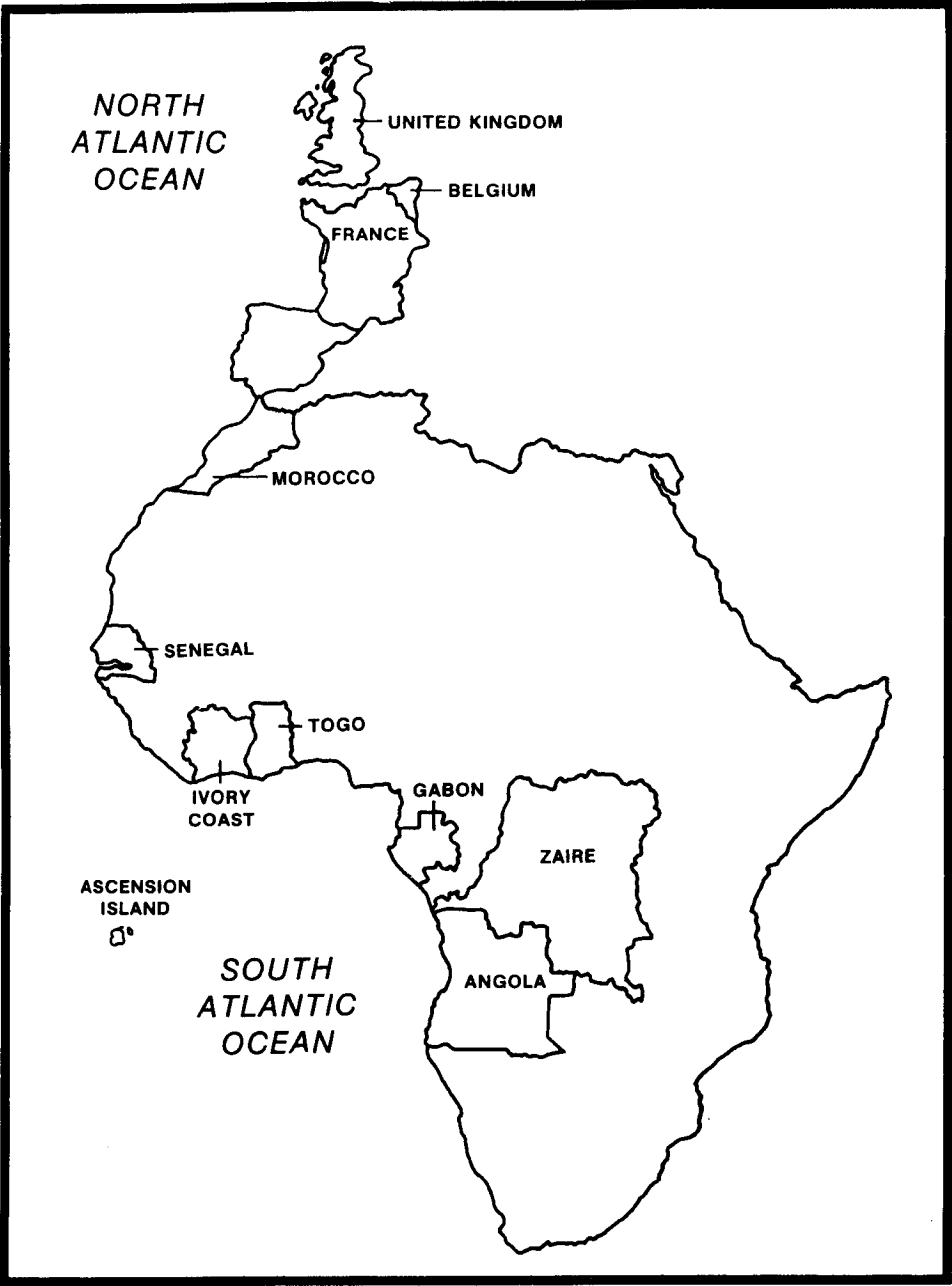 NORTH
ATLANTIC
OCEAN
UNITED KINGDOM
BELGIUM
FRANCE
MOROCCO
SENEGAL
TOGO
IVORY
COAST
GABON
ZAIRE
ASCENSION
ISLAND
SOUTH
ATLANTIC
OCEAN
ANGOLA